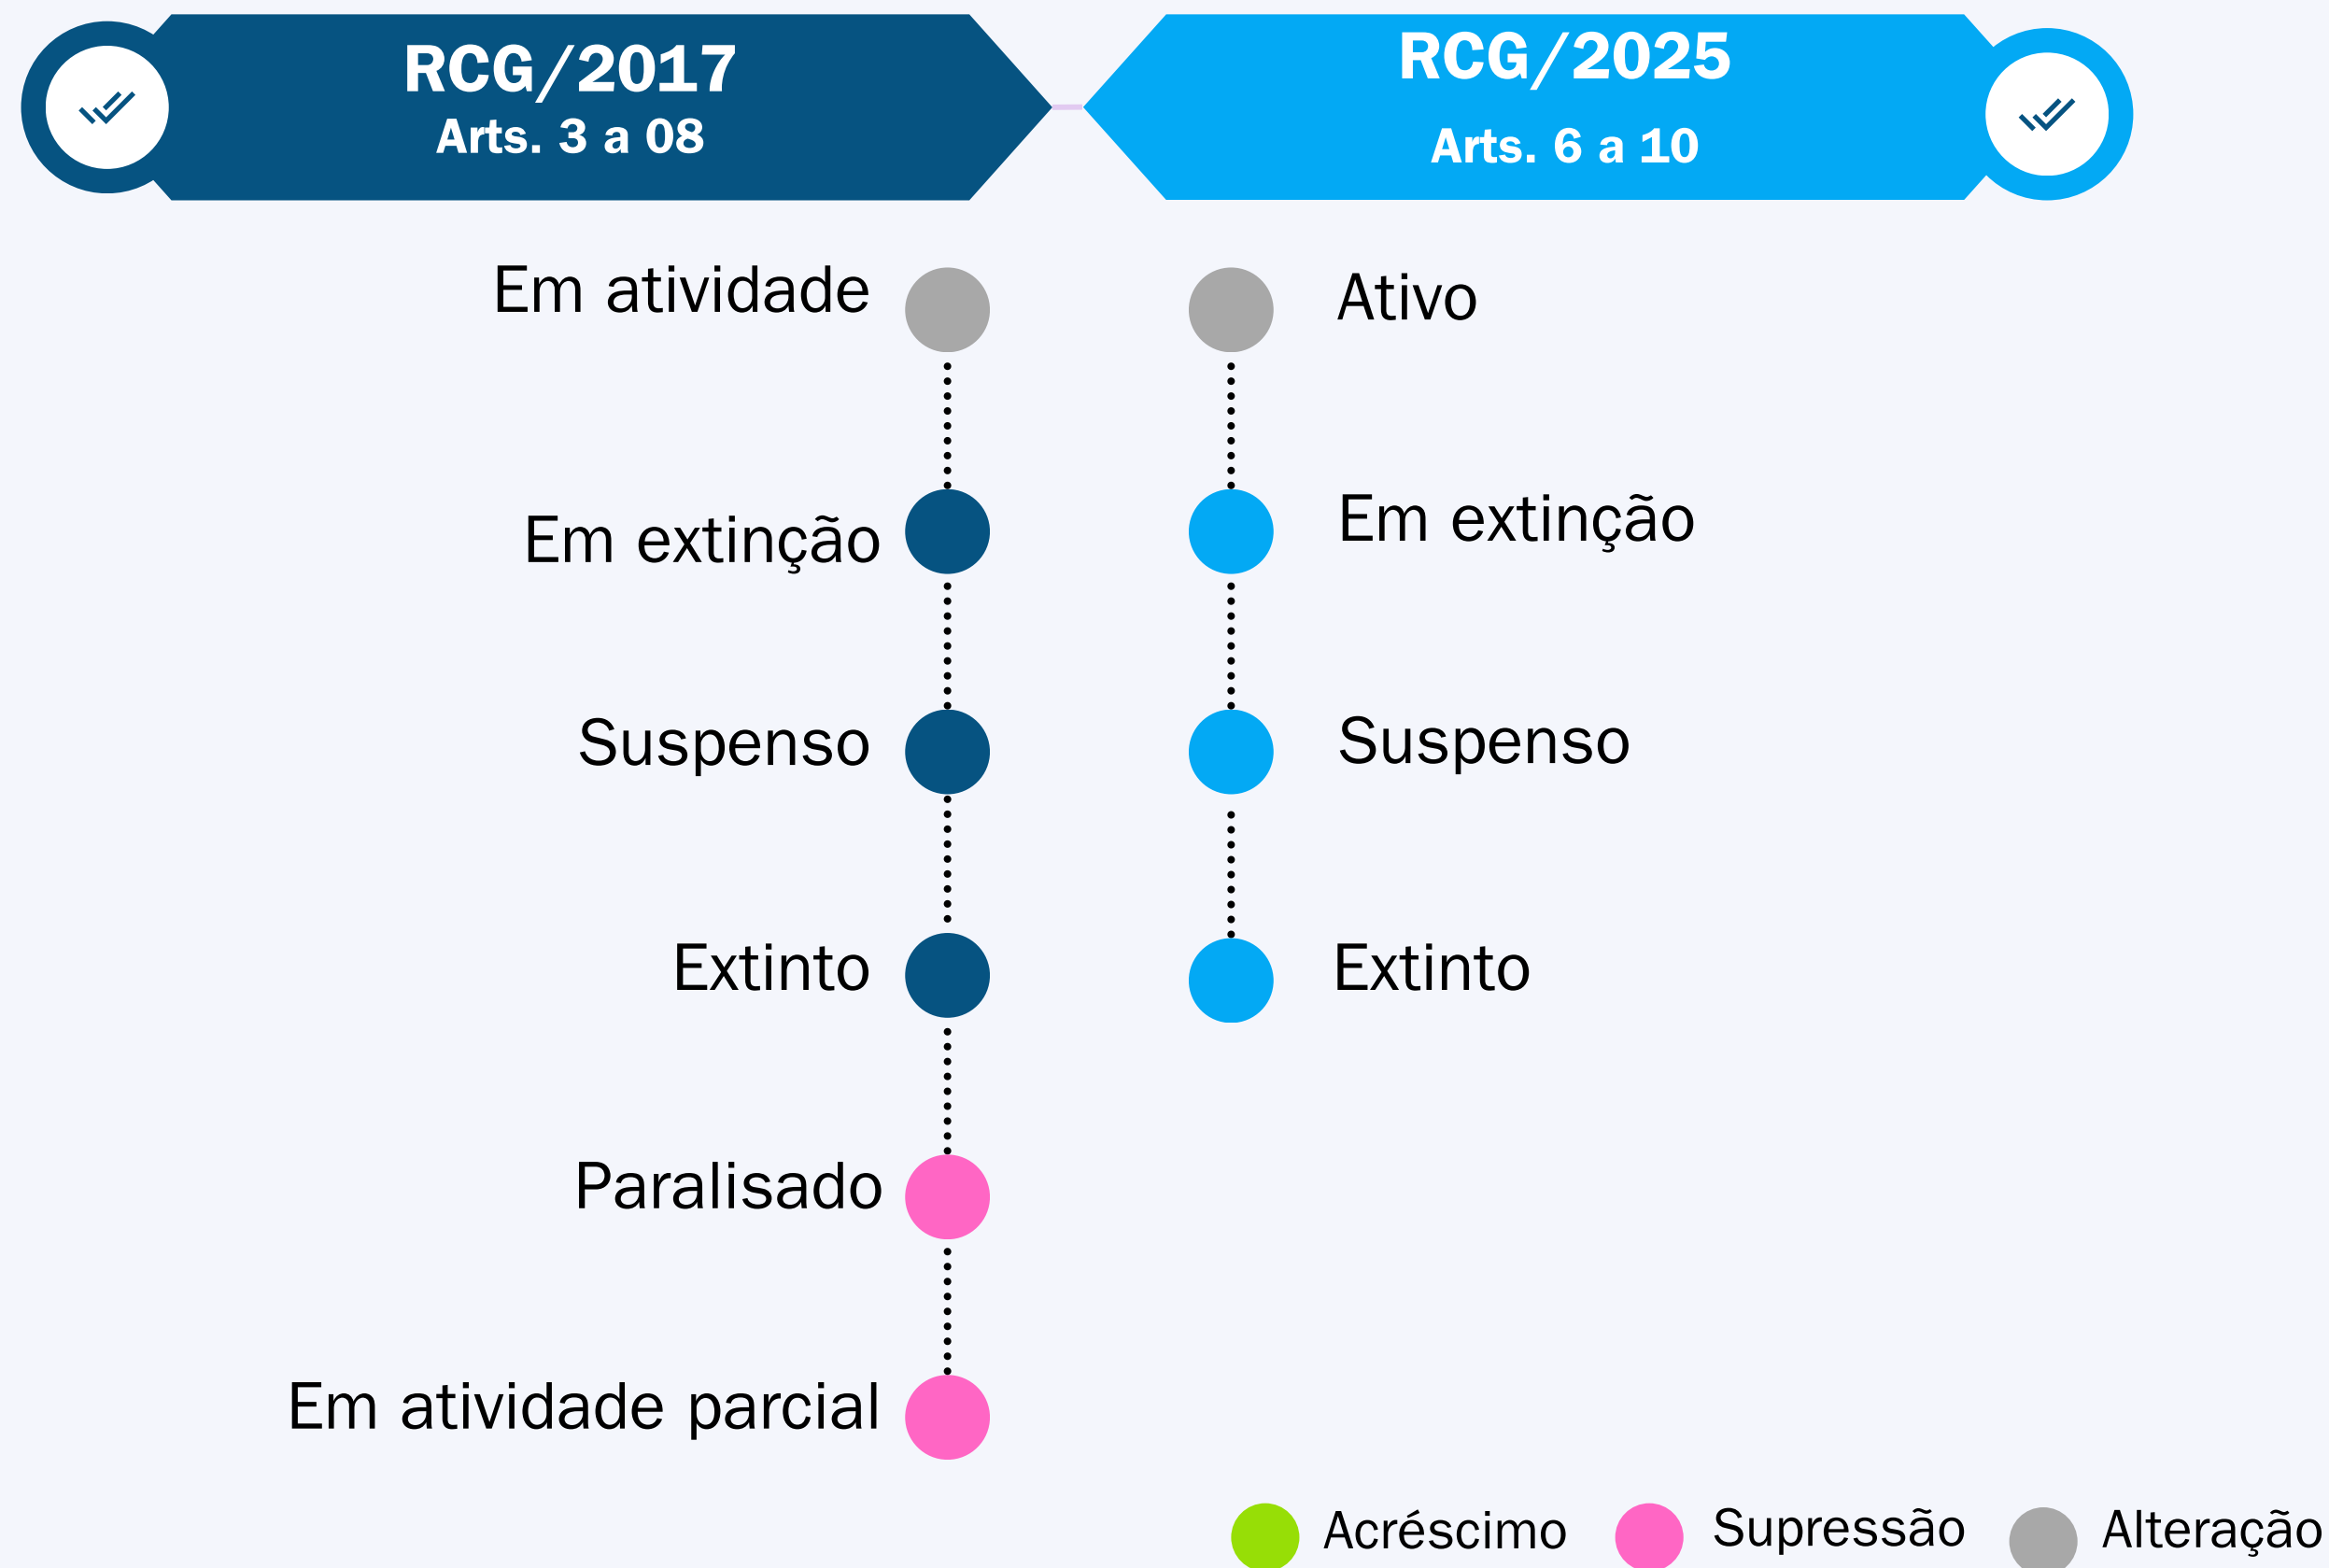 RCG/2017
Arts. 3 a 08
RCG/2025
Arts. 6 a 10
Em atividade
Ativo
Em extinção
Em extinção
Suspenso
Suspenso
Extinto
Extinto
Paralisado
Em atividade parcial
Acréscimo
Supressão
Alteração